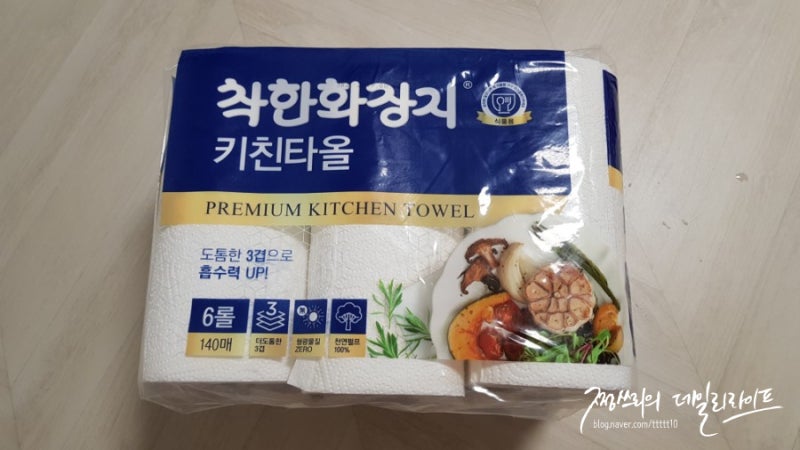 착한화장지®
식품용
키친타올
PREMIUM KITCHEN TOWEL
도톰한 3겹으로
흡수력 UP!
6롤
140매
3
더도톰한
3겹
형광물질
ZERO
천연펄프
100%
찡쓰리의 데일리라이프
blog.naver.com/ttttt10